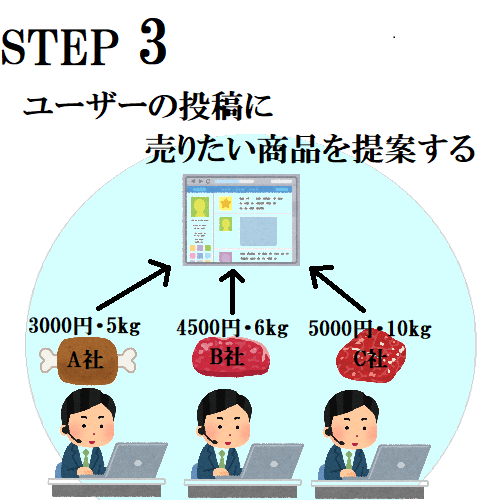 STEP 3
ユーザーの投稿に
売りたい商品を提案する
3000円・5kg
4500円・6kg
5000円・10kg
A社
B社
C社